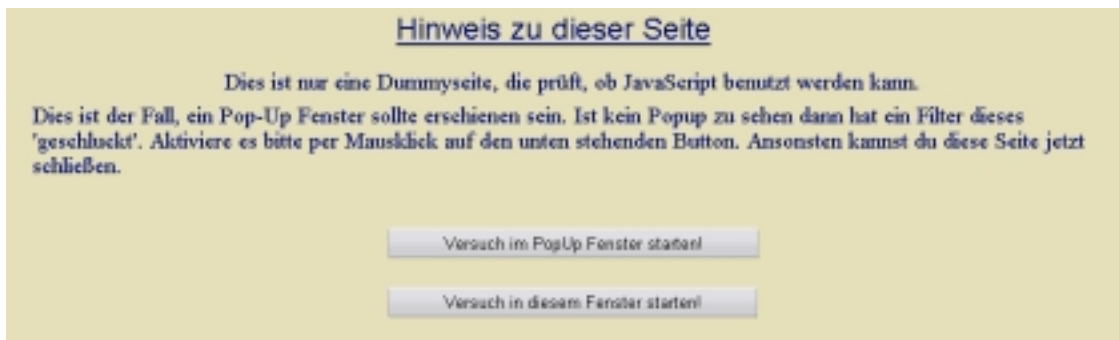 Hinweis zu dieser Seite
Dies ist nur eine Dummyseite, die prüft, ob JavaScript benutzt werden kann.
Dies ist der Fall, ein Pop-Up Fenster sollte erschienen sein. Ist kein Popup zu sehen dann hat ein Filter dieses
'geschluckt'. Aktiviere es bitte per Mausklick auf den unten stehenden Button. Ansonsten kannst du diese Seite jetzt
schließen.
Versuch im PopUp Fenster starten!
Versuch in diesem Fenster starten!